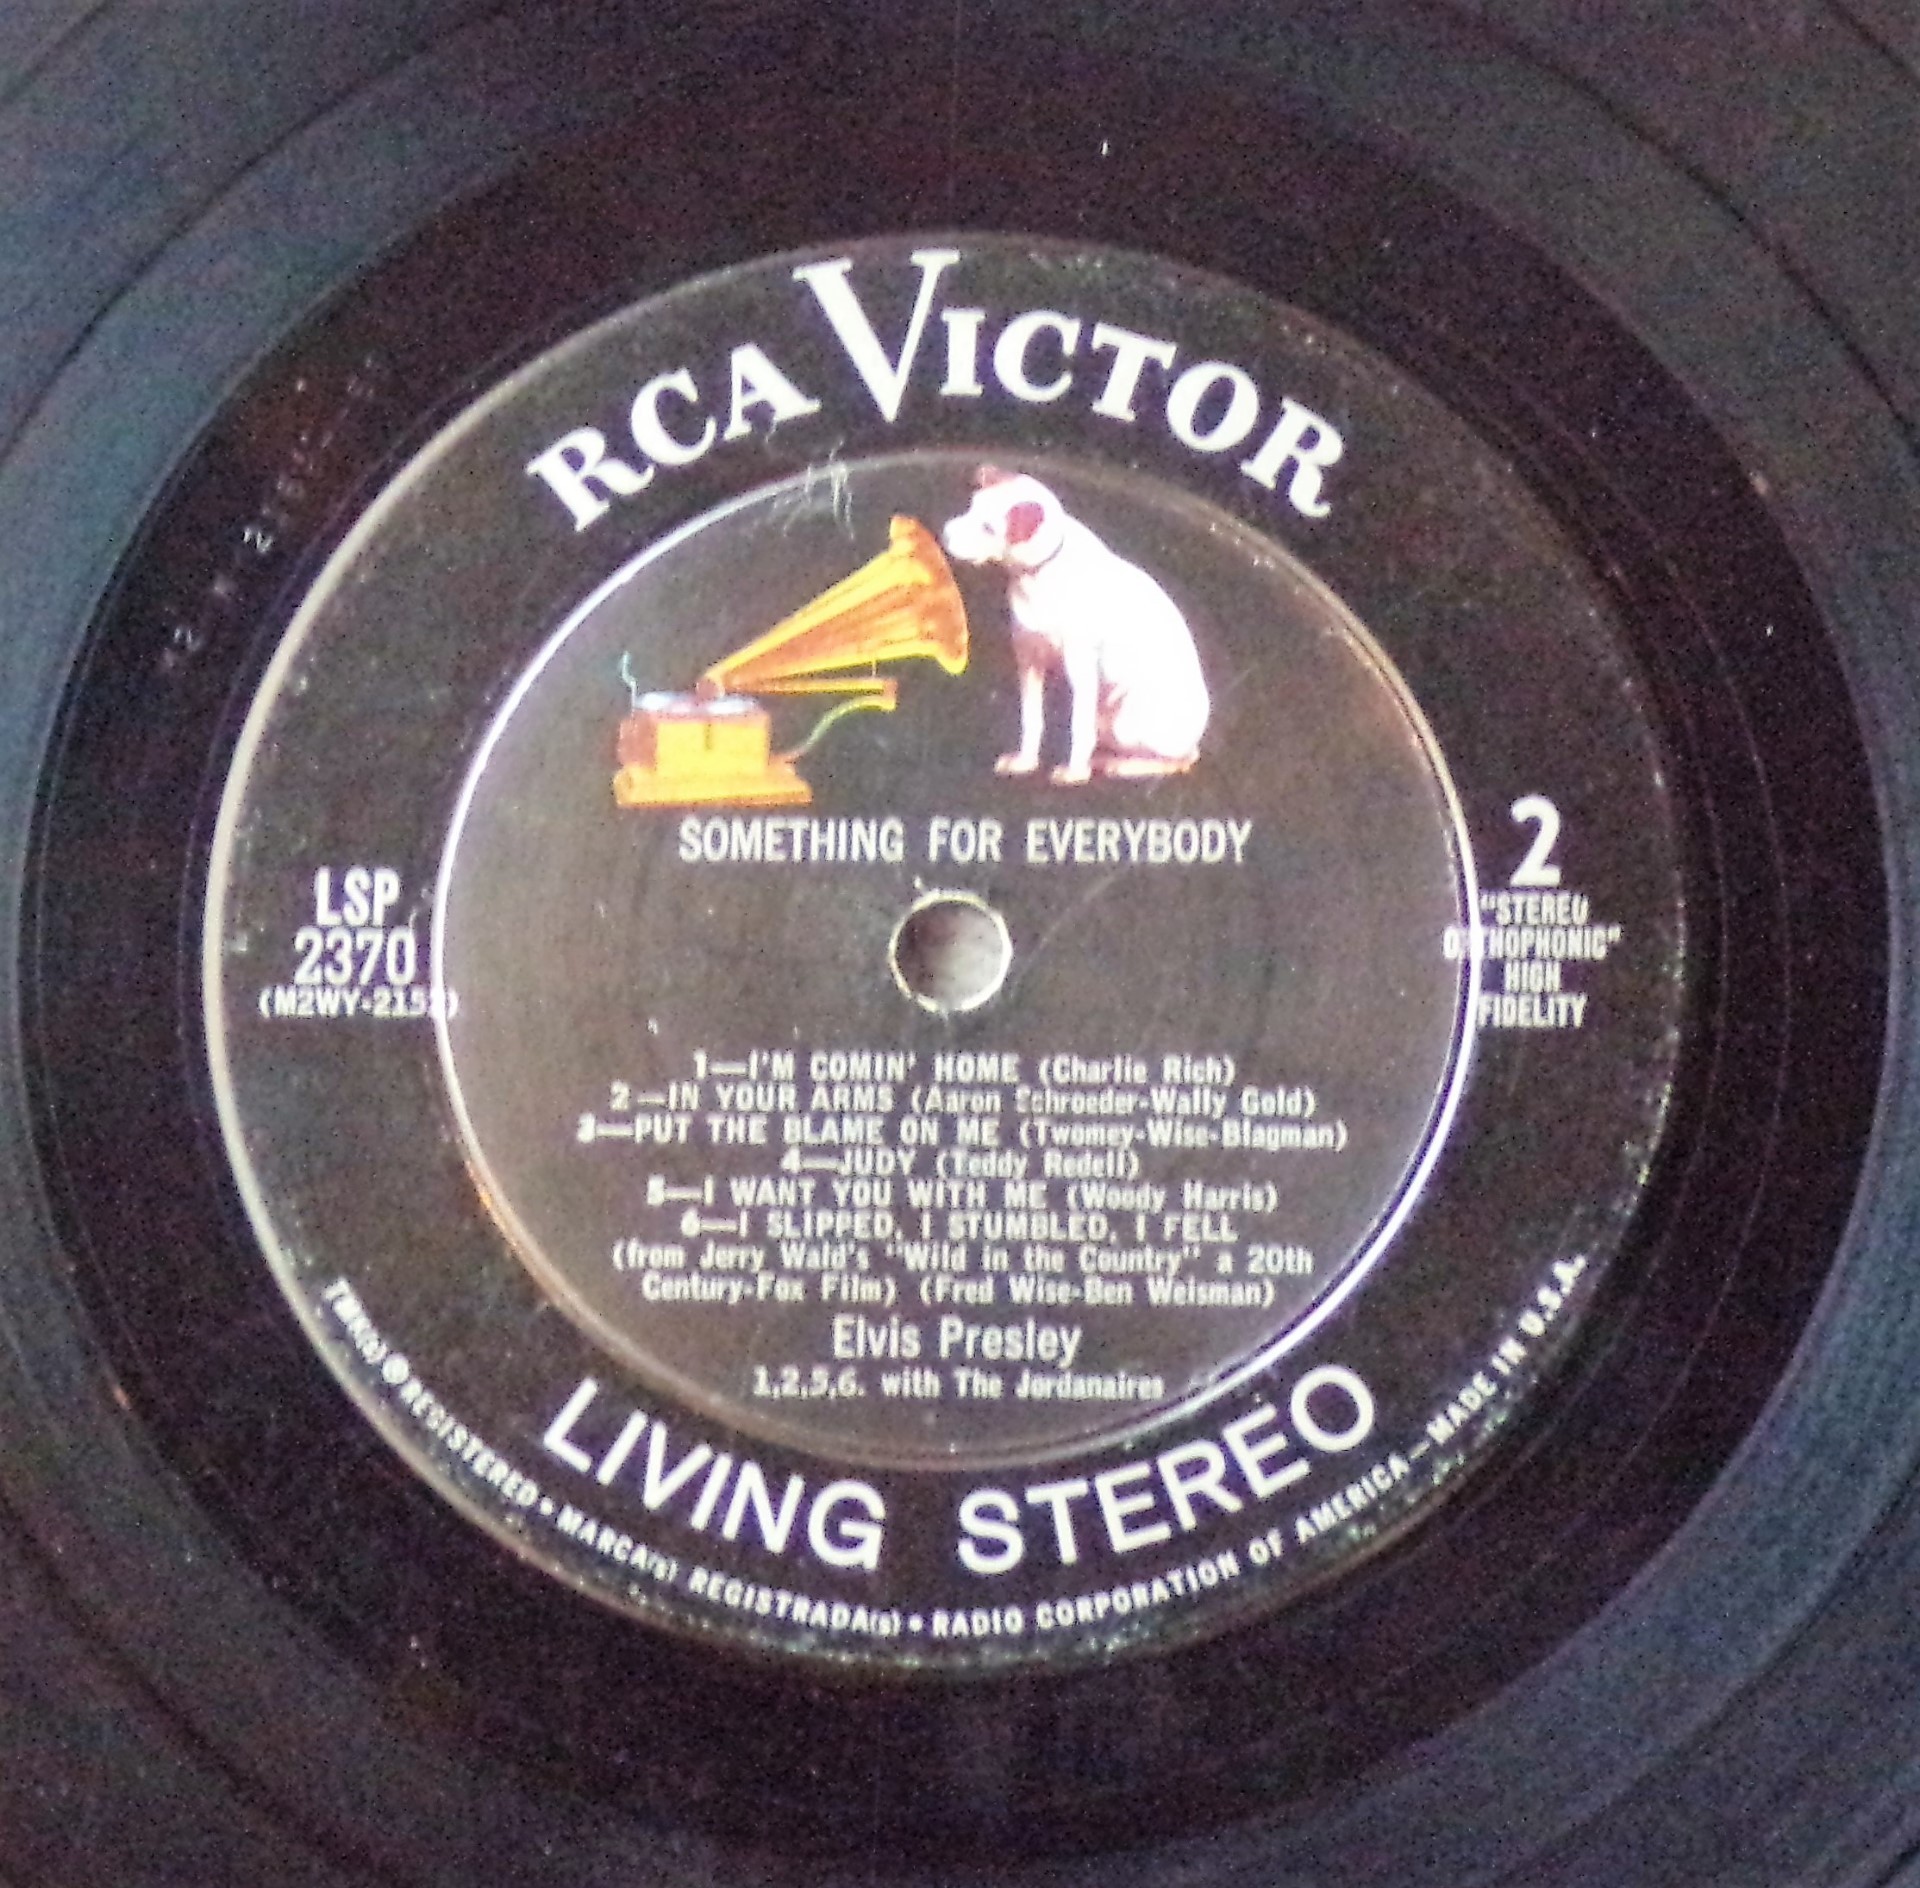 RCA VICTOR
SOMETHING FOR EVERYBODY
LSP
2370
2
"STEREO
ORTHOPHONIC"
HIGH
FIDELITY
1—I'M COMIN' HOME (Charlie Rich)
2—IN YOUR ARMS (Aaron Schroeder-Wally Gold)
3—PUT THE BLAME ON ME (Twomey-Wise-Blagman)
4—JUDY (Teddy Redell)
5—I WANT YOU WITH ME (Woody Harris)
6—I SLIPPED, I STUMBLED, I FELL
(from Jerry Wald's "Wild in the Country" a 20th
Century-Fox Film) (Fred Wise-Ben Weisman)
Elvis Presley
1,2,5,6. with The Jordanaires
LIVING STEREO
TMK(s) ® REGISTERED • MARCA(s) REGISTRADA(s) • RADIO CORPORATION OF AMERICA—MADE IN U.S.A.